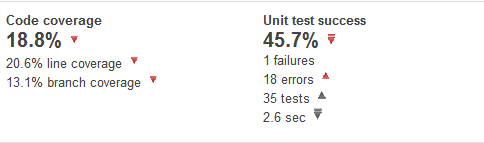 Code coverage
18.8%
20.6% line coverage
13.1% branch coverage
Unit test success
45.7%
1 failures
18 errors
35 tests
2.6 sec